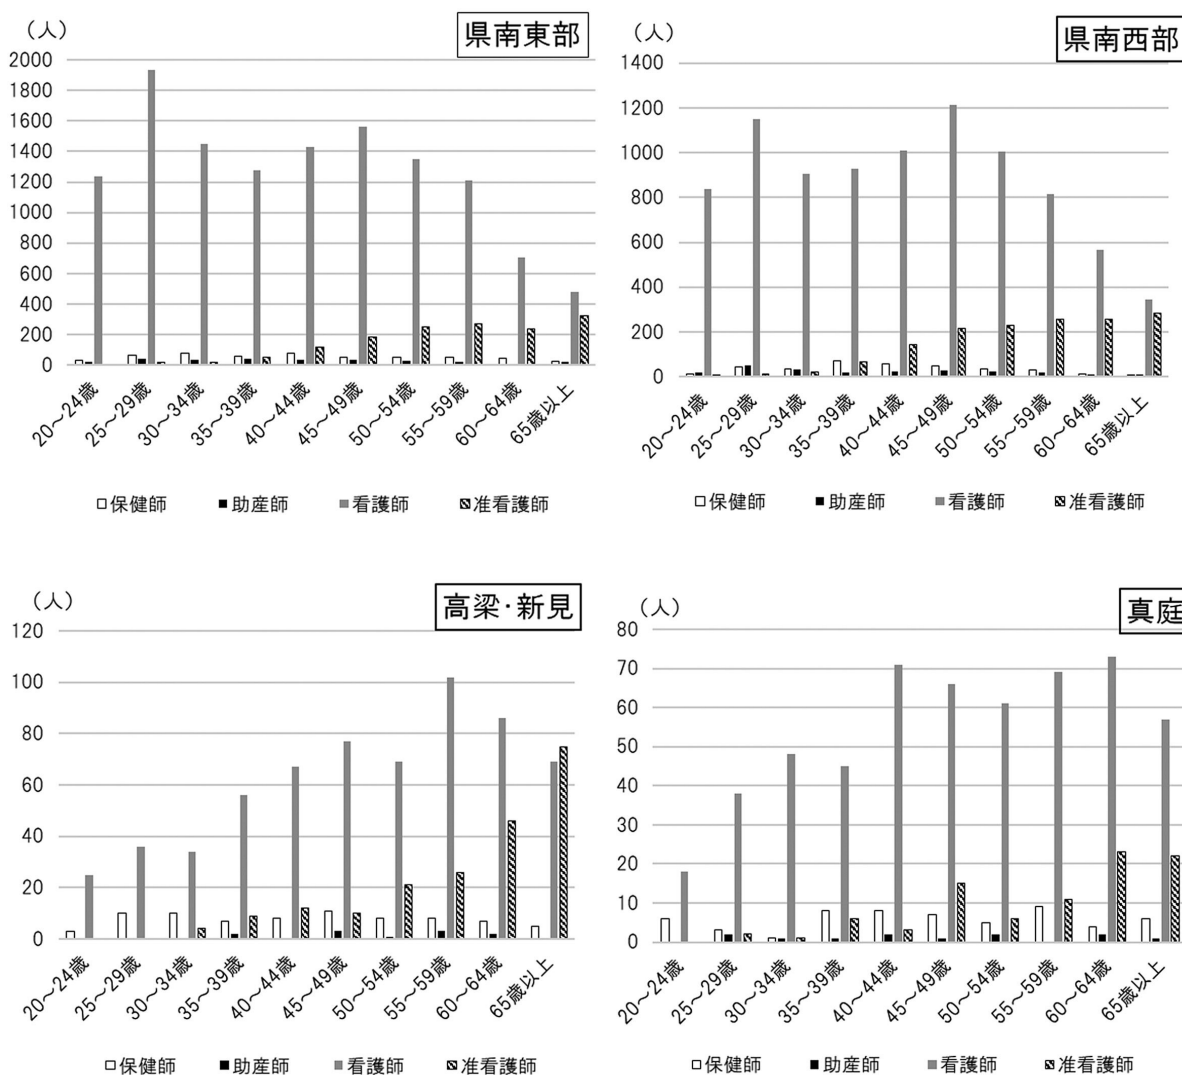 (人)
県南東部
2000
1800
1600
1400
1200
1000
800
600
400
200
0
20～24歳
25～29歳
30～34歳
35～39歳
40～44歳
45～49歳
50～54歳
55～59歳
60～64歳
65歳以上
保健師 助産師 看護師 准看護師
(人)
県南西部
1400
1200
1000
800
600
400
200
0
20～24歳
25～29歳
30～34歳
35～39歳
40～44歳
45～49歳
50～54歳
55～59歳
60～64歳
65歳以上
保健師 助産師 看護師 准看護師
(人)
高梁・新見
120
100
80
60
40
20
0
20～24歳
25～29歳
30～34歳
35～39歳
40～44歳
45～49歳
50～54歳
55～59歳
60～64歳
65歳以上
保健師 助産師 看護師 准看護師
(人)
真庭
80
70
60
50
40
30
20
10
0
20～24歳
25～29歳
30～34歳
35～39歳
40～44歳
45～49歳
50～54歳
55～59歳
60～64歳
65歳以上
保健師 助産師 看護師 准看護師